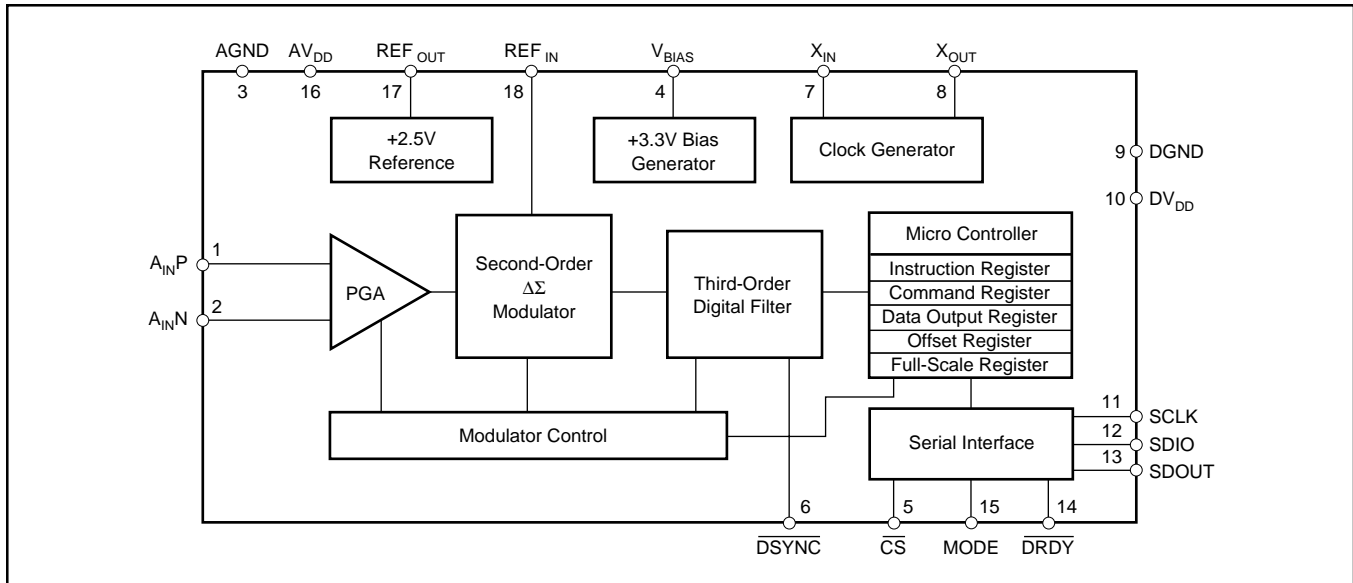 AGND AVDD REF OUT REF IN VBIAS XIN XOUT
3 16 17 18 4 7 8
+2.5V
Reference
+3.3V Bias
Generator
Clock Generator
9 DGND
10 DVDD
AINP 1
AINN 2
PGA
Second-Order
ΔΣ
Modulator
Third-Order
Digital Filter
Micro Controller
Instruction Register
Command Register
Data Output Register
Offset Register
Full-Scale Register
Modulator Control
Serial Interface
11 SCLK
12 SDIO
13 SDOUT
6 5 15 14
DSYNC CS MODE DRDY